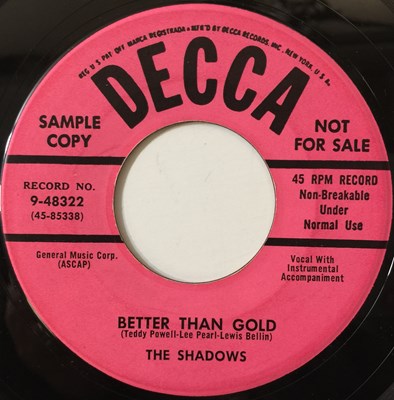 REG. U.S. PAT. OFF. MARCA REGISTRADA • MF'D BY DECCA RECORDS, INC., NEW YORK, U.S.A.
DECCA
SAMPLE
COPY
NOT
FOR SALE
RECORD NO.
9-48322
(45-85338)
45 RPM RECORD
Non-Breakable
Under
Normal Use
General Music Corp.
(ASCAP)
Vocal With
Instrumental
Accompaniment
BETTER THAN GOLD
(Teddy Powell-Lee Pearl-Lewis Bellin)
THE SHADOWS